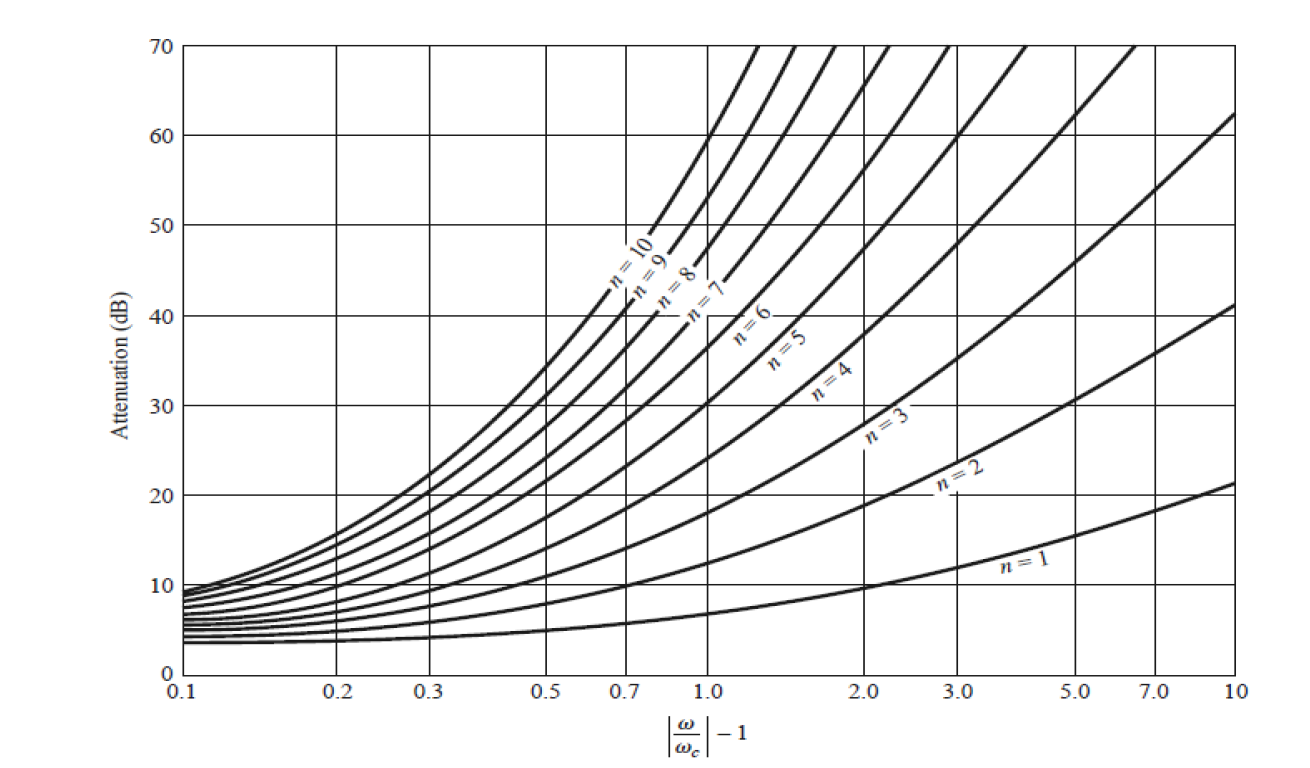 70
60
50
40
30
20
10
0
Attenuation (dB)
n = 10
n = 9
n = 8
n = 7
n = 6
n = 5
n = 4
n = 3
n = 2
n = 1
0.1 0.2 0.3 0.5 0.7 1.0 2.0 3.0 5.0 7.0 10
|ω/ωc| − 1